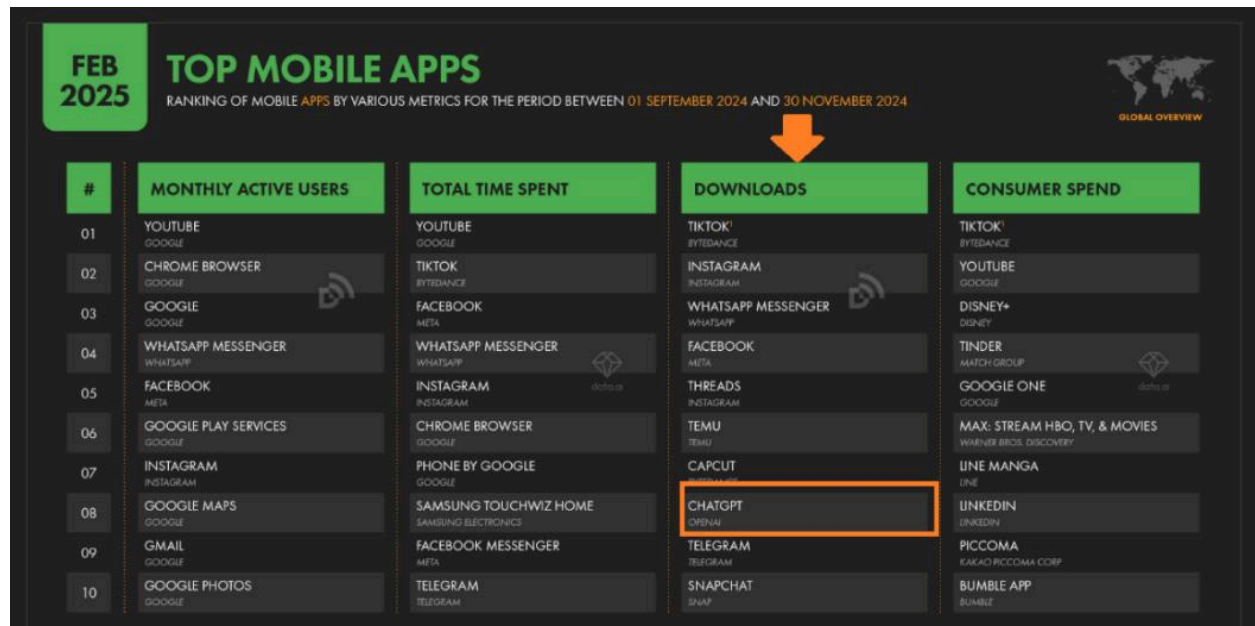 FEB
2025
TOP MOBILE APPS
RANKING OF MOBILE APPS BY VARIOUS METRICS FOR THE PERIOD BETWEEN 01 SEPTEMBER 2024 AND 30 NOVEMBER 2024
GLOBAL OVERVIEW
# MONTHLY ACTIVE USERS TOTAL TIME SPENT DOWNLOADS CONSUMER SPEND
01 YOUTUBE YOUTUBE TIKTOK¹ TIKTOK¹
GOOGLE GOOGLE BYTEDANCE BYTEDANCE
02 CHROME BROWSER TIKTOK INSTAGRAM YOUTUBE
GOOGLE BYTEDANCE INSTAGRAM GOOGLE
03 GOOGLE FACEBOOK WHATSAPP MESSENGER DISNEY+
GOOGLE META WHATSAPP DISNEY
04 WHATSAPP MESSENGER WHATSAPP MESSENGER FACEBOOK TINDER
WHATSAPP WHATSAPP META MATCH GROUP
data.ai data.ai
05 FACEBOOK INSTAGRAM THREADS GOOGLE ONE
META INSTAGRAM INSTAGRAM GOOGLE
06 GOOGLE PLAY SERVICES CHROME BROWSER TEMU MAX: STREAM HBO, TV, & MOVIES
GOOGLE GOOGLE TEMU WARNER BROS. DISCOVERY
07 INSTAGRAM PHONE BY GOOGLE CAPCUT LINE MANGA
INSTAGRAM GOOGLE BYTEDANCE LINE
08 GOOGLE MAPS SAMSUNG TOUCHWIZ HOME CHATGPT LINKEDIN
GOOGLE SAMSUNG ELECTRONICS OPENAI LINKEDIN
09 GMAIL FACEBOOK MESSENGER TELEGRAM PICCOMA
GOOGLE META TELEGRAM KAKAO PICCOMA CORP
10 GOOGLE PHOTOS TELEGRAM SNAPCHAT BUMBLE APP
GOOGLE TELEGRAM SNAP BUMBLE